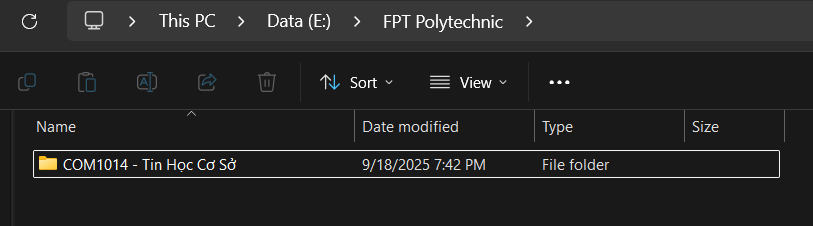 This PC > Data (E:) > FPT Polytechnic >
Sort View
Name Date modified Type Size
COM1014 - Tin Học Cơ Sở 9/18/2025 7:42 PM File folder